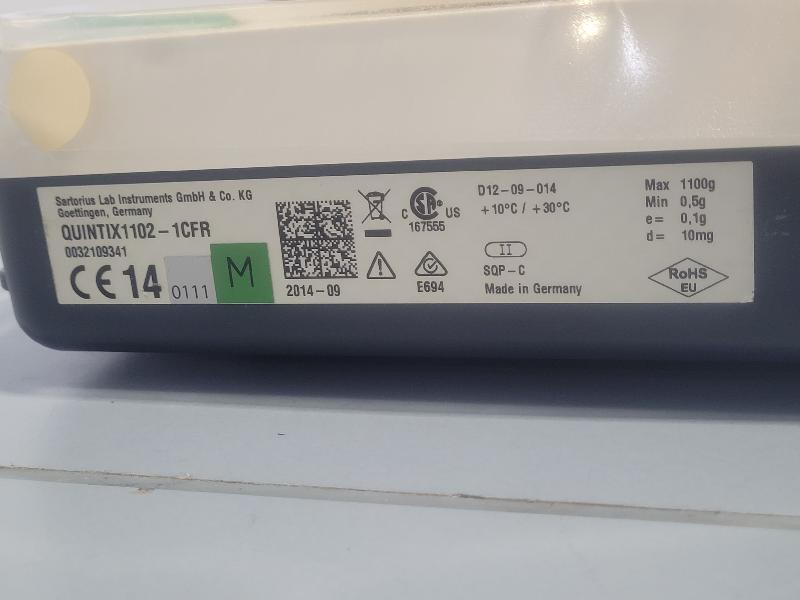 Sartorius Lab Instruments GmbH & Co. KG
Goettingen, Germany
QUINTIX1102-1CFR
0032109341
CE 14 0111 M
2014-09
C SA US
167555
E694
D12-09-014
+10°C / +30°C
II
SQP-C
Made in Germany
Max 1100g
Min 0,5g
e= 0,1g
d= 10mg
RoHS
EU